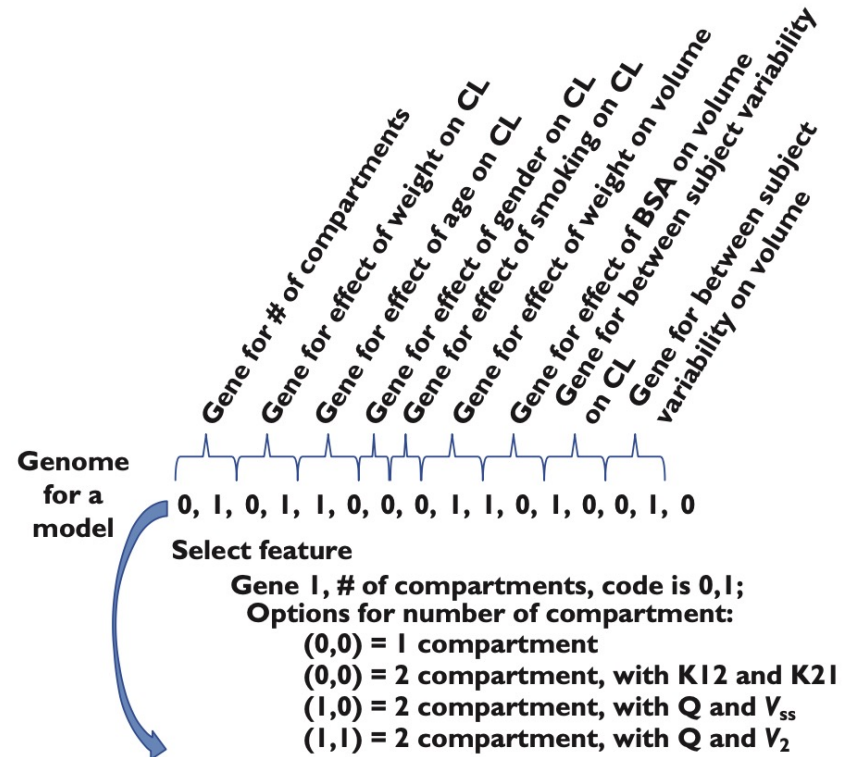 Gene for # of compartments
Gene for effect of weight on CL
Gene for effect of age on CL
Gene for effect of gender on CL
Gene for effect of smoking on CL
Gene for effect of weight on volume
Gene for effect of BSA on volume
Gene for between subject variability
on CL
Gene for between subject
variability on volume
Genome
for a
model
0, 1, 0, 1, 1, 0, 0, 0, 1, 1, 0, 1, 0, 0, 1, 0
Select feature
Gene 1, # of compartments, code is 0,1;
Options for number of compartment:
(0,0) = 1 compartment
(0,0) = 2 compartment, with K12 and K21
(1,0) = 2 compartment, with Q and Vss
(1,1) = 2 compartment, with Q and V2